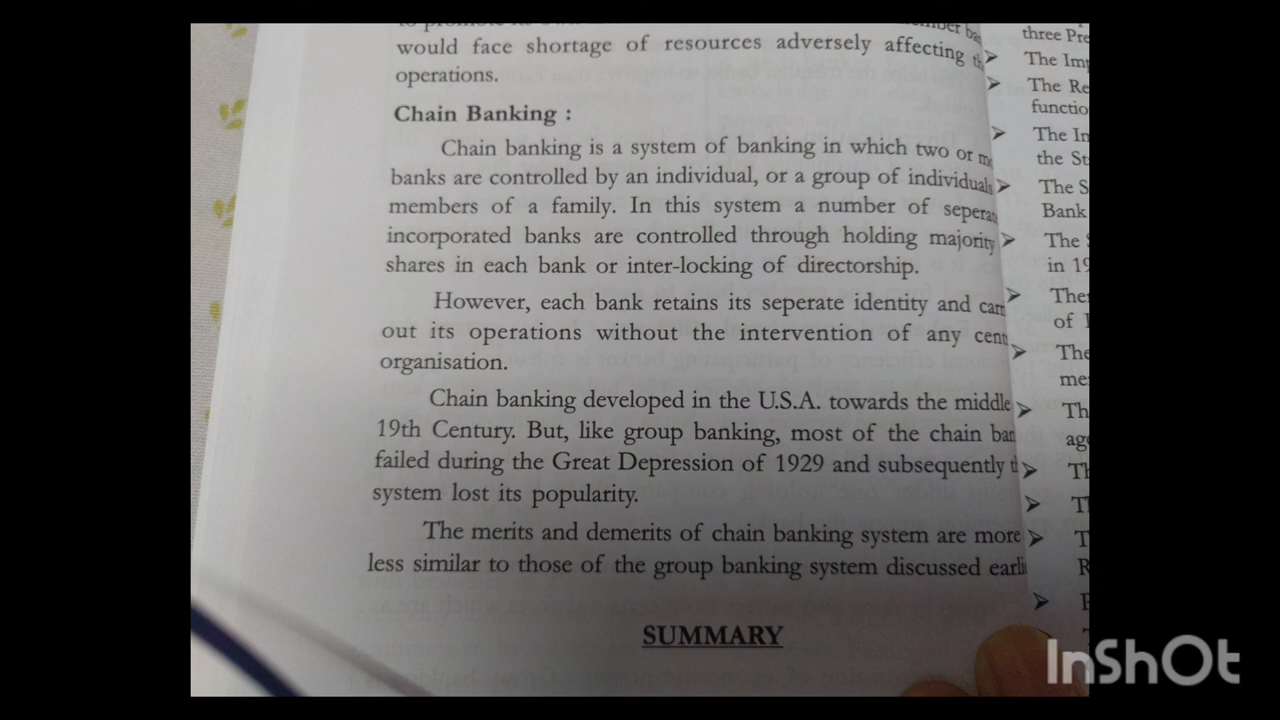 would face shortage of resources adversely affecting
operations.
Chain Banking :
Chain banking is a system of banking in which two or
banks are controlled by an individual, or a group of individuals
members of a family. In this system a number of
incorporated banks are controlled through holding majority
shares in each bank or inter-locking of directorship.
However, each bank retains its seperate identity and
out its operations without the intervention of any
organisation.
Chain banking developed in the U.S.A. towards the middle
19th Century. But, like group banking, most of the chain
failed during the Great Depression of 1929 and subsequently
system lost its popularity.
The merits and demerits of chain banking system are more
less similar to those of the group banking system discussed
SUMMARY
three
➤ The
➤ The
➤ The
the
➤ The
Bank
➤ The
in
➤
of
➤ The
➤
➤
➤
➤
➤
InShOt